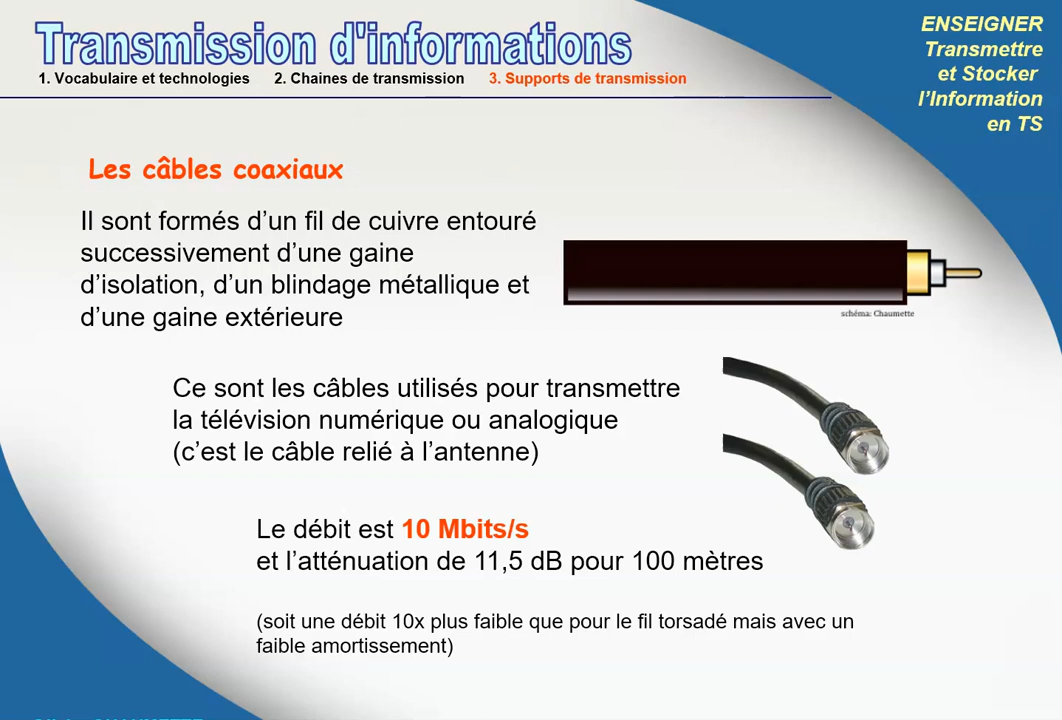 Transmission d'informations
1. Vocabulaire et technologies 2. Chaines de transmission 3. Supports de transmission
ENSEIGNER
Transmettre
et Stocker
l’Information
en TS
Les câbles coaxiaux
Il sont formés d’un fil de cuivre entouré
successivement d’une gaine
d’isolation, d’un blindage métallique et
d’une gaine extérieure
schéma: Chaumette
Ce sont les câbles utilisés pour transmettre
la télévision numérique ou analogique
(c’est le câble relié à l’antenne)
Le débit est 10 Mbits/s
et l’atténuation de 11,5 dB pour 100 mètres
(soit une débit 10x plus faible que pour le fil torsadé mais avec un
faible amortissement)